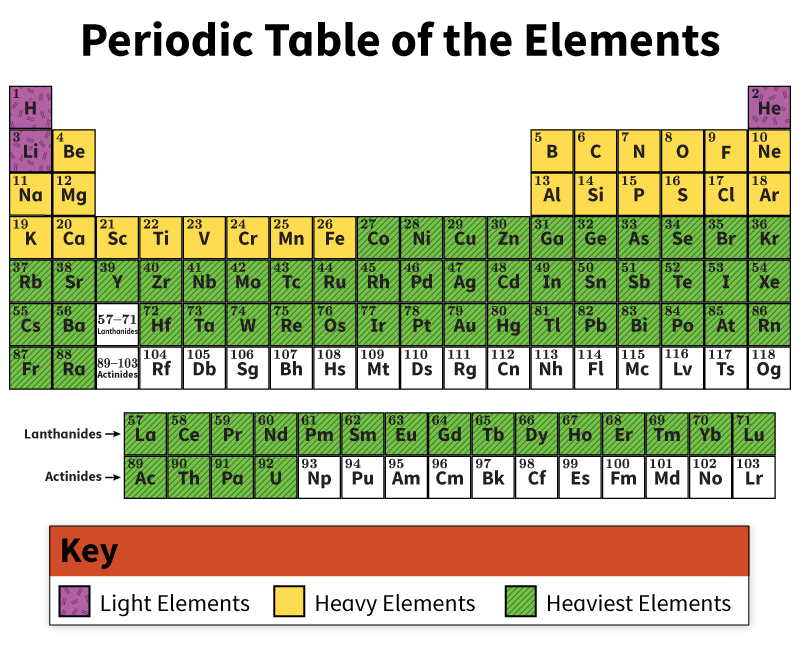 Periodic Table of the Elements
1 H 2 He
3 Li 4 Be 5 B 6 C 7 N 8 O 9 F 10 Ne
11 Na 12 Mg 13 Al 14 Si 15 P 16 S 17 Cl 18 Ar
19 K 20 Ca 21 Sc 22 Ti 23 V 24 Cr 25 Mn 26 Fe 27 Co 28 Ni 29 Cu 30 Zn 31 Ga 32 Ge 33 As 34 Se 35 Br 36 Kr
37 Rb 38 Sr 39 Y 40 Zr 41 Nb 42 Mo 43 Tc 44 Ru 45 Rh 46 Pd 47 Ag 48 Cd 49 In 50 Sn 51 Sb 52 Te 53 I 54 Xe
55 Cs 56 Ba 57–71 Lanthanides 72 Hf 73 Ta 74 W 75 Re 76 Os 77 Ir 78 Pt 79 Au 80 Hg 81 Tl 82 Pb 83 Bi 84 Po 85 At 86 Rn
87 Fr 88 Ra 89–103 Actinides 104 Rf 105 Db 106 Sg 107 Bh 108 Hs 109 Mt 110 Ds 111 Rg 112 Cn 113 Nh 114 Fl 115 Mc 116 Lv 117 Ts 118 Og
Lanthanides → 57 La 58 Ce 59 Pr 60 Nd 61 Pm 62 Sm 63 Eu 64 Gd 65 Tb 66 Dy 67 Ho 68 Er 69 Tm 70 Yb 71 Lu
Actinides → 89 Ac 90 Th 91 Pa 92 U 93 Np 94 Pu 95 Am 96 Cm 97 Bk 98 Cf 99 Es 100 Fm 101 Md 102 No 103 Lr
Key
Light Elements Heavy Elements Heaviest Elements